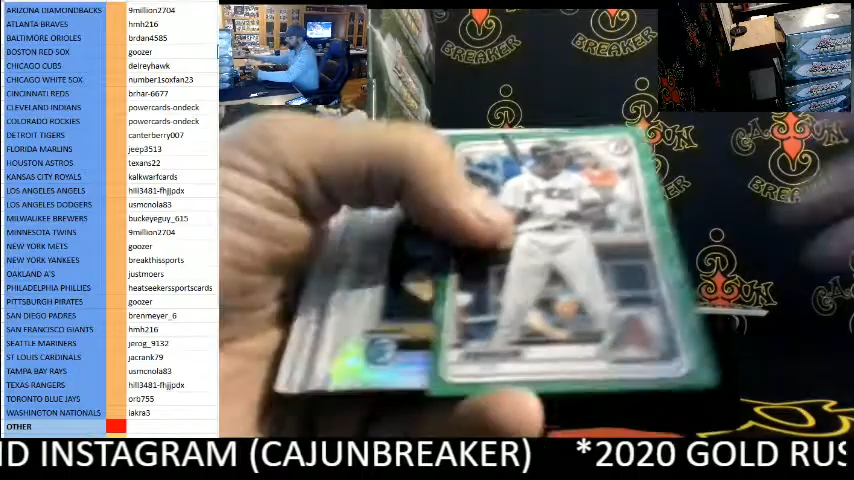 ARIZONA DIAMONDBACKS 9million2704
ATLANTA BRAVES hmh216
BALTIMORE ORIOLES brdan4585
BOSTON RED SOX goozer
CHICAGO CUBS delreyhawk
CHICAGO WHITE SOX number1soxfan23
CINCINNATI REDS brhar-6677
CLEVELAND INDIANS powercards-ondeck
COLORADO ROCKIES powercards-ondeck
DETROIT TIGERS canterberry007
FLORIDA MARLINS jeep3513
HOUSTON ASTROS texans22
KANSAS CITY ROYALS kalkwarfcards
LOS ANGELES ANGELS hill3481-fhjjpdx
LOS ANGELES DODGERS usmcnola83
MILWAUKEE BREWERS buckeyeguy_615
MINNESOTA TWINS 9million2704
NEW YORK METS goozer
NEW YORK YANKEES breakthissports
OAKLAND A'S justmoers
PHILADELPHIA PHILLIES heatseekerssportscards
PITTSBURGH PIRATES goozer
SAN DIEGO PADRES brenmeyer_6
SAN FRANCISCO GIANTS hmh216
SEATTLE MARINERS jerog_9132
ST LOUIS CARDINALS jacrank79
TAMPA BAY RAYS usmcnola83
TEXAS RANGERS hill3481-fhjjpdx
TORONTO BLUE JAYS orb755
WASHINGTON NATIONALS lakra3
OTHER
BREAKER
BREAKER
CAJUN
CAJUN
BREAKER
ND INSTAGRAM (CAJUNBREAKER) *2020 GOLD RUS